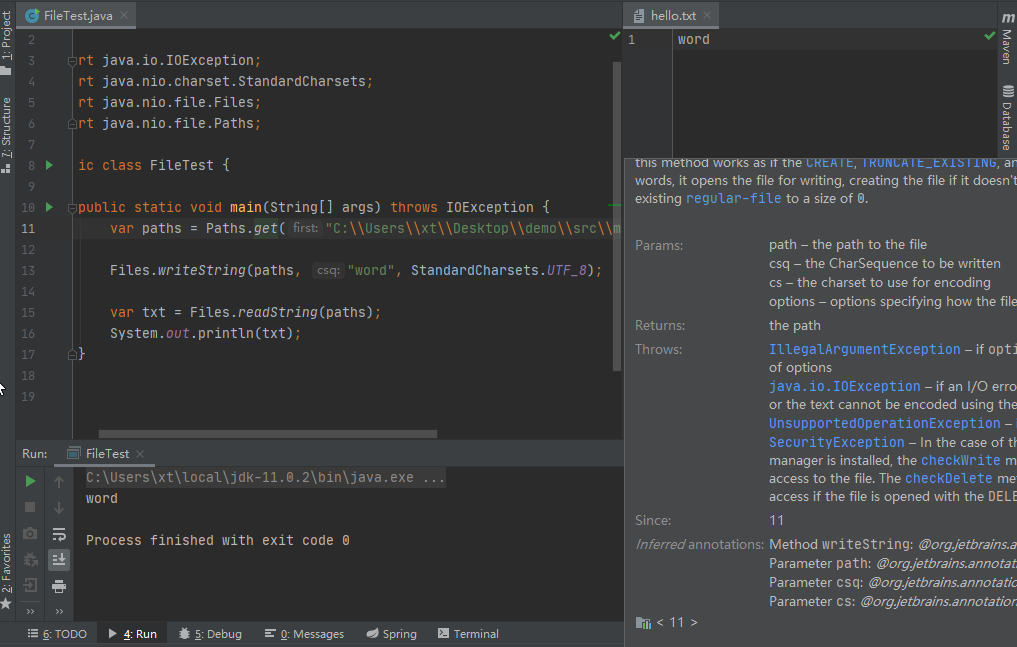 1: Project
7: Structure
2: Favorites
FileTest.java
2
3 rt java.io.IOException;
4 rt java.nio.charset.StandardCharsets;
5 rt java.nio.file.Files;
6 rt java.nio.file.Paths;
7
8 ic class FileTest {
9
10 public static void main(String[] args) throws IOException {
11 var paths = Paths.get( first: "C:\\Users\\xt\\Desktop\\demo\\src\\m
12
13 Files.writeString(paths, csq: "word", StandardCharsets.UTF_8);
14
15 var txt = Files.readString(paths);
16 System.out.println(txt);
17 }
18
19
hello.txt
1 word
Maven
Database
this method works as if the CREATE, TRUNCATE_EXISTING, an
words, it opens the file for writing, creating the file if it doesn't
existing regular-file to a size of 0.
Params: path – the path to the file
csq – the CharSequence to be written
cs – the charset to use for encoding
options – options specifying how the file
Returns: the path
Throws: IllegalArgumentException – if opti
of options
java.io.IOException – if an I/O erro
or the text cannot be encoded using the
UnsupportedOperationException –
SecurityException – In the case of th
manager is installed, the checkWrite m
access to the file. The checkDelete me
access if the file is opened with the DELE
Since: 11
Inferred annotations: Method writeString: @org.jetbrains.a
Parameter path: @org.jetbrains.annotat
Parameter csq: @org.jetbrains.annotatio
Parameter cs: @org.jetbrains.annotation
< 11 >
Run: FileTest
C:\Users\xt\local\jdk-11.0.2\bin\java.exe ...
word
Process finished with exit code 0
6: TODO 4: Run 5: Debug 0: Messages Spring Terminal